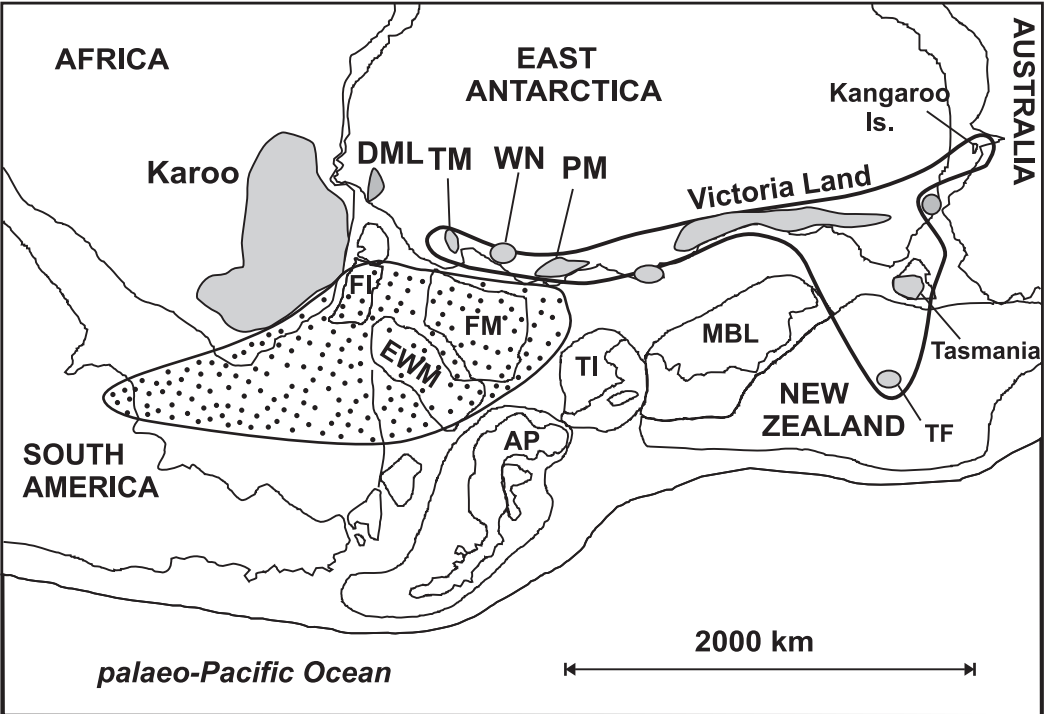 AFRICA
EAST
ANTARCTICA
AUSTRALIA
Kangaroo
Is.
Karoo
DML
TM
WN
PM
Victoria Land
FI
FM
EWM
TI
MBL
Tasmania
NEW
ZEALAND
TF
AP
SOUTH
AMERICA
2000 km
palaeo-Pacific Ocean